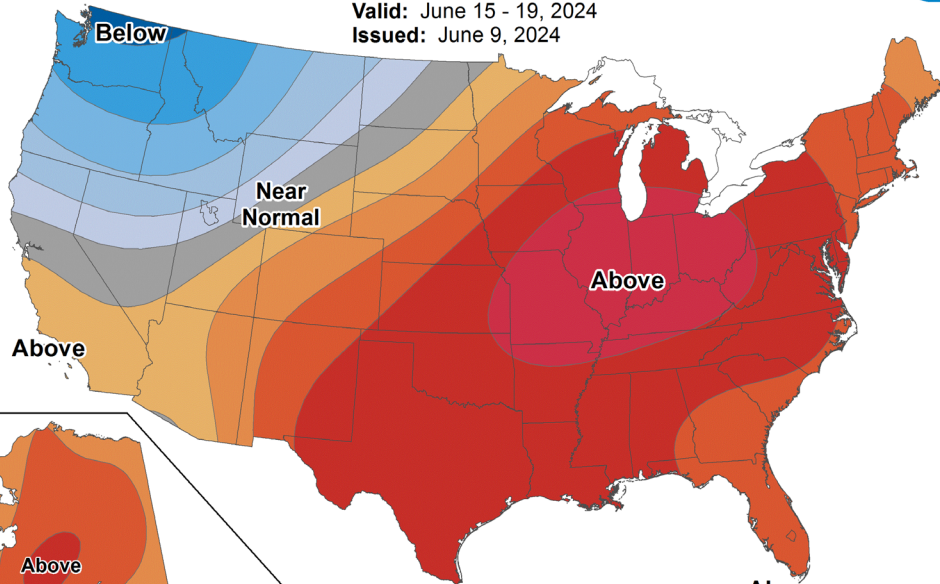 Valid: June 15 - 19, 2024
Issued: June 9, 2024
Below
Near
Normal
Above
Above
Above